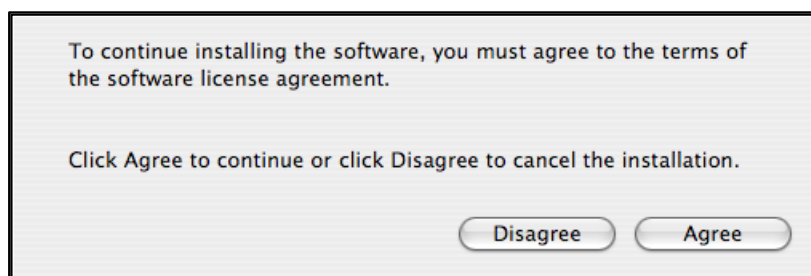 To continue installing the software, you must agree to the terms of
the software license agreement.
Click Agree to continue or click Disagree to cancel the installation.
Disagree Agree